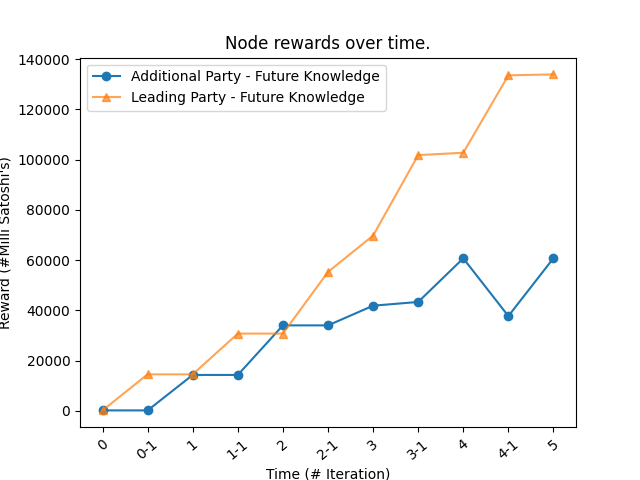 Node rewards over time.
Additional Party - Future Knowledge
Leading Party - Future Knowledge
Reward (#Milli Satoshi's)
140000
120000
100000
80000
60000
40000
20000
0
0 0-1 1 1-1 2 2-1 3 3-1 4 4-1 5
Time (# Iteration)